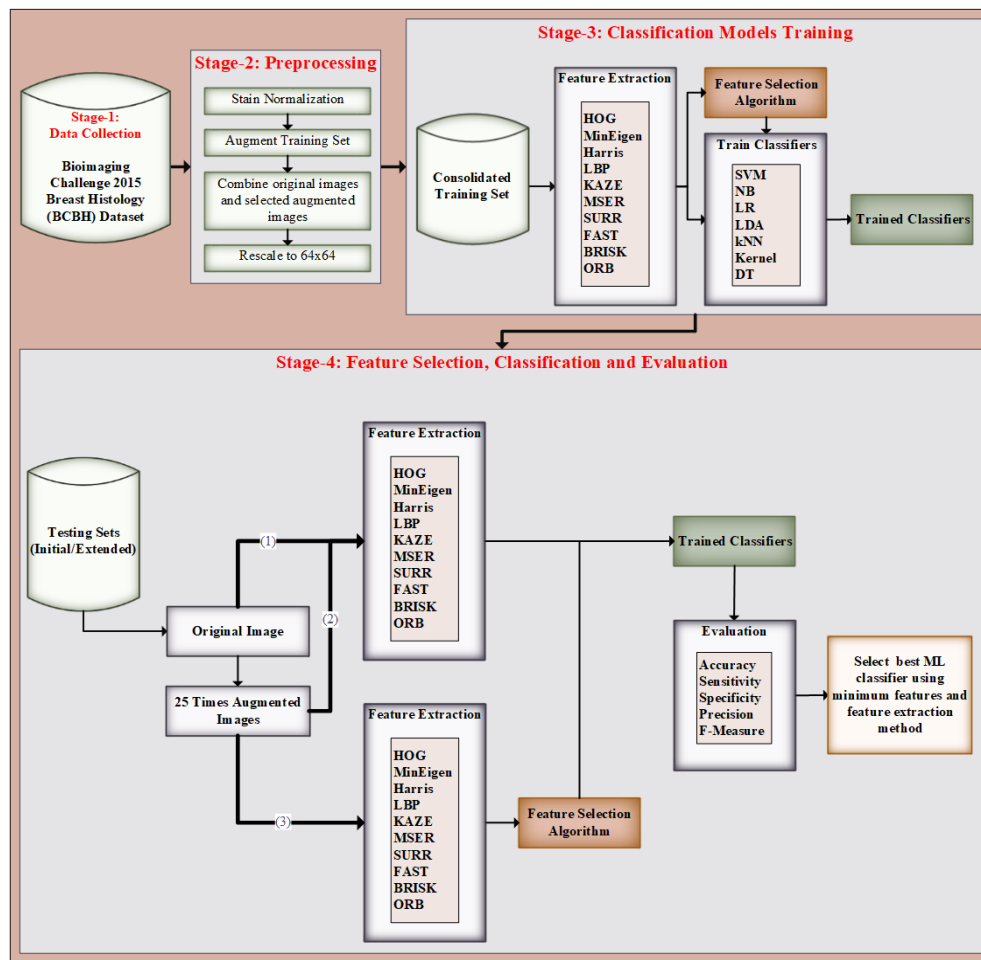 Stage-1:
Data Collection
Bioimaging
Challenge 2015
Breast Histology
(BCBH) Dataset
Stage-2: Preprocessing
Stain Normalization
Augment Training Set
Combine original images
and selected augmented
images
Rescale to 64x64
Stage-3: Classification Models Training
Consolidated
Training Set
Feature Extraction
HOG
MinEigen
Harris
LBP
KAZE
MSER
SURR
FAST
BRISK
ORB
Feature Selection
Algorithm
Train Classifiers
SVM
NB
LR
LDA
kNN
Kernel
DT
Trained Classifiers
Stage-4: Feature Selection, Classification and Evaluation
Testing Sets
(Initial/Extended)
Original Image
25 Times Augmented
Images
(1)
(2)
(3)
Feature Extraction
HOG
MinEigen
Harris
LBP
KAZE
MSER
SURR
FAST
BRISK
ORB
Feature Extraction
HOG
MinEigen
Harris
LBP
KAZE
MSER
SURR
FAST
BRISK
ORB
Feature Selection
Algorithm
Trained Classifiers
Evaluation
Accuracy
Sensitivity
Specificity
Precision
F-Measure
Select best ML
classifier using
minimum features and
feature extraction
method